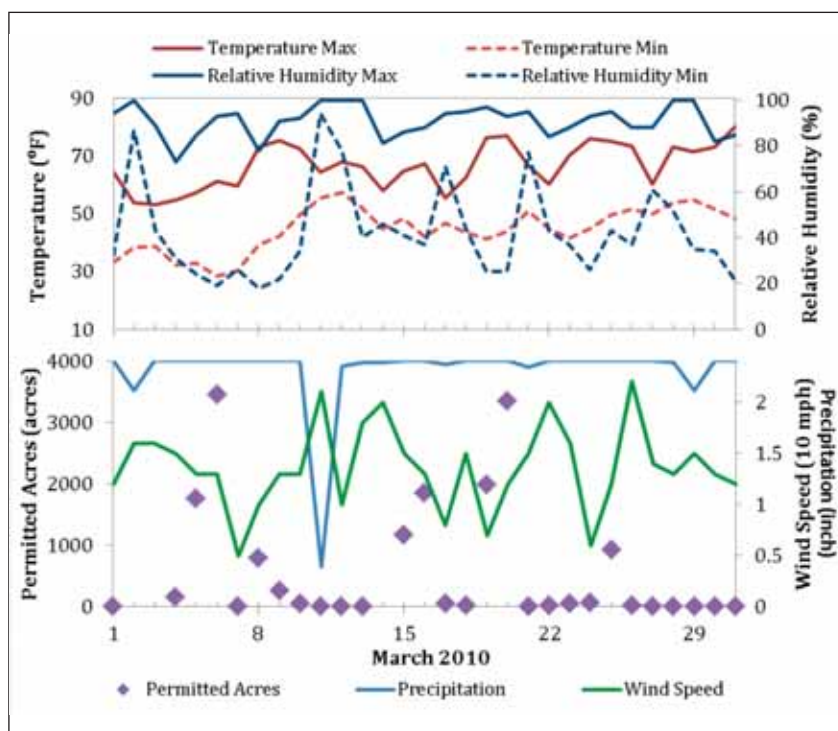 Temperature Max Temperature Min
Relative Humidity Max Relative Humidity Min
Temperature (ºF)
90
70
50
30
10
Relative Humidity (%)
100
80
60
40
20
0
Permitted Acres (acres)
4000
3000
2000
1000
0
Precipitation (inch)
Wind Speed (10 mph)
2
1.5
1
0.5
0
1 8 15 22 29
March 2010
Permitted Acres Precipitation Wind Speed